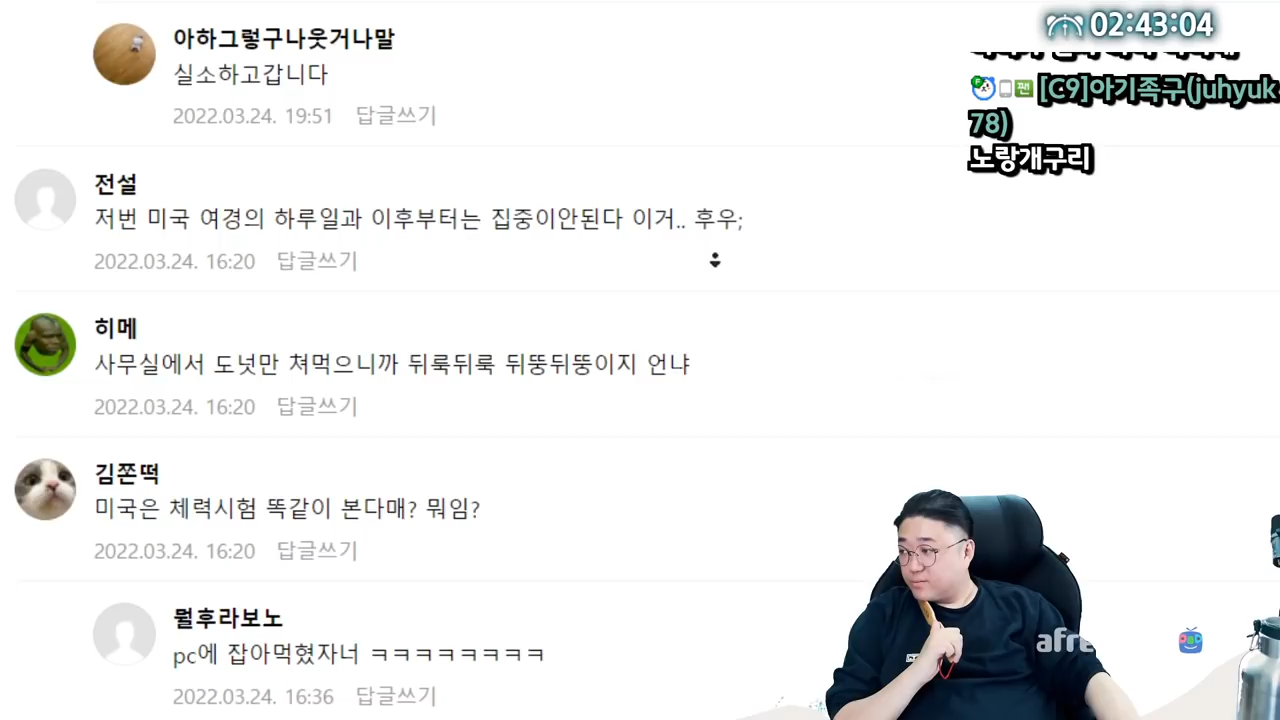 아하그렇구나웃거나말
실소하고갑니다
2022.03.24. 19:51 답글쓰기
전설
저번 미국 여경의 하루일과 이후부터는 집중이안된다 이거.. 후우;
2022.03.24. 16:20 답글쓰기
히메
사무실에서 도넛만 쳐먹으니까 뒤룩뒤룩 뒤뚱뒤뚱이지 언냐
2022.03.24. 16:20 답글쓰기
김쫀떡
미국은 체력시험 똑같이 본다매? 뭐임?
2022.03.24. 16:20 답글쓰기
뭘후라보노
pc에 잡아먹혔자너 ㅋㅋㅋㅋㅋㅋㅋㅋ
2022.03.24. 16:36 답글쓰기
02:43:04
팬 [C9]아기족구(juhyuk
78)
노랑개구리
afre